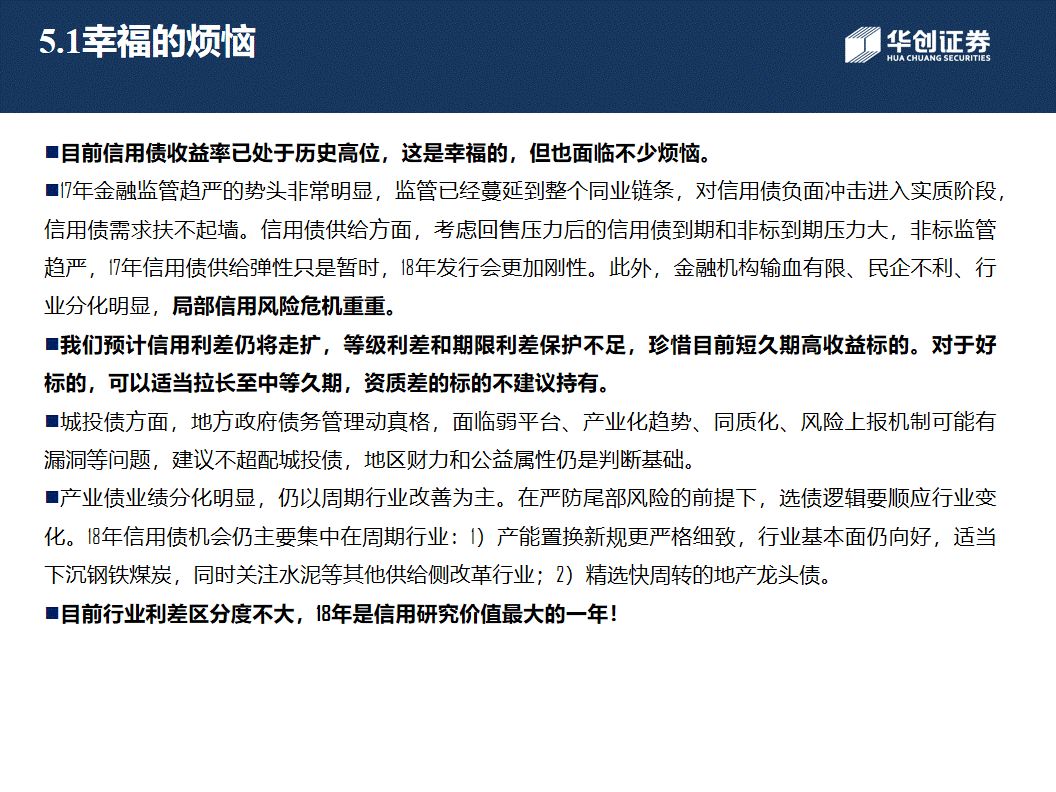 5.1幸福的烦恼
华创证券
HUA CHUANG SECURITIES
■目前信用债收益率已处于历史高位，这是幸福的，但也面临不少烦恼。
■17年金融监管趋严的势头非常明显，监管已经蔓延到整个同业链条，对信用债负面冲击进入实质阶段，
信用债需求扶不起墙。信用债供给方面，考虑回售压力后的信用债到期和非标到期压力大，非标监管
趋严，17年信用债供给弹性只是暂时，18年发行会更加刚性。此外，金融机构输血有限、民企不利、行
业分化明显，局部信用风险危机重重。
■我们预计信用利差仍将走扩，等级利差和期限利差保护不足，珍惜目前短久期高收益标的。对于好
标的，可以适当拉长至中等久期，资质差的标的不建议持有。
■城投债方面，地方政府债务管理动真格，面临弱平台、产业化趋势、同质化、风险上报机制可能有
漏洞等问题，建议不超配城投债，地区财力和公益属性仍是判断基础。
■产业债业绩分化明显，仍以周期行业改善为主。在严防尾部风险的前提下，选债逻辑要顺应行业变
化。18年信用债机会仍主要集中在周期行业：1）产能置换新规更严格细致，行业基本面仍向好，适当
下沉钢铁煤炭，同时关注水泥等其他供给侧改革行业；2）精选快周转的地产龙头债。
■目前行业利差区分度不大，18年是信用研究价值最大的一年！